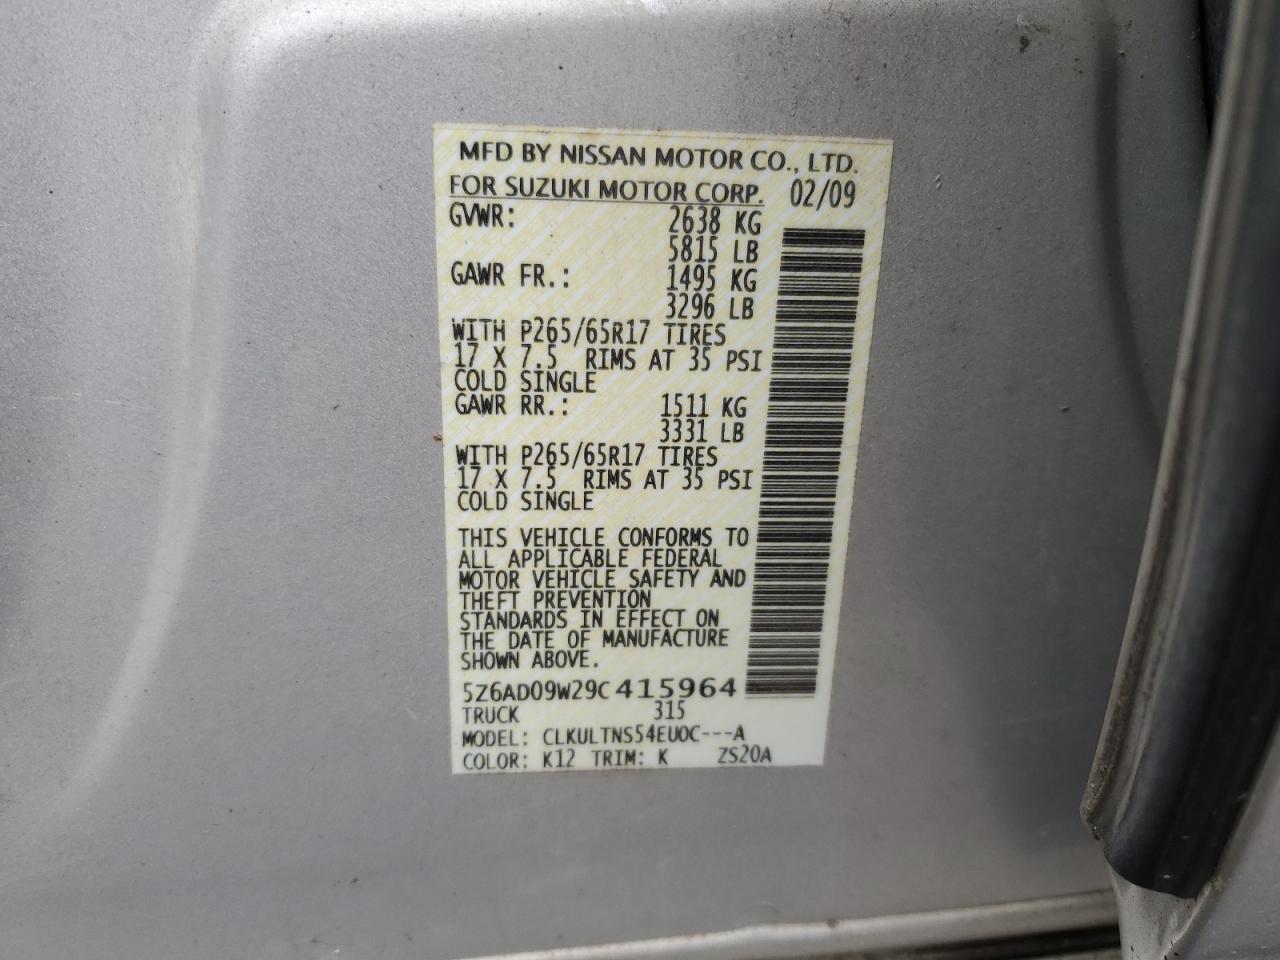 MFD BY NISSAN MOTOR CO., LTD.
FOR SUZUKI MOTOR CORP. 02/09
GVWR: 2638 KG
5815 LB
GAWR FR.: 1495 KG
3296 LB
WITH P265/65R17 TIRES
17 X 7.5 RIMS AT 35 PSI
COLD SINGLE
GAWR RR.: 1511 KG
3331 LB
WITH P265/65R17 TIRES
17 X 7.5 RIMS AT 35 PSI
COLD SINGLE
THIS VEHICLE CONFORMS TO
ALL APPLICABLE FEDERAL
MOTOR VEHICLE SAFETY AND
THEFT PREVENTION
STANDARDS IN EFFECT ON
THE DATE OF MANUFACTURE
SHOWN ABOVE.
5Z6AD09W29C415964
TRUCK 315
MODEL: CLKULTNS54EUOC---A
COLOR: K12 TRIM: K ZS20A